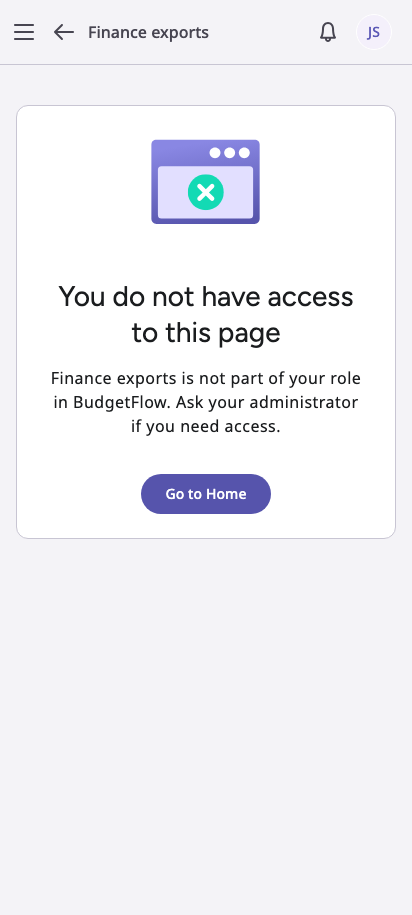 Finance exports
JS
You do not have access
to this page
Finance exports is not part of your role
in BudgetFlow. Ask your administrator
if you need access.
Go to Home